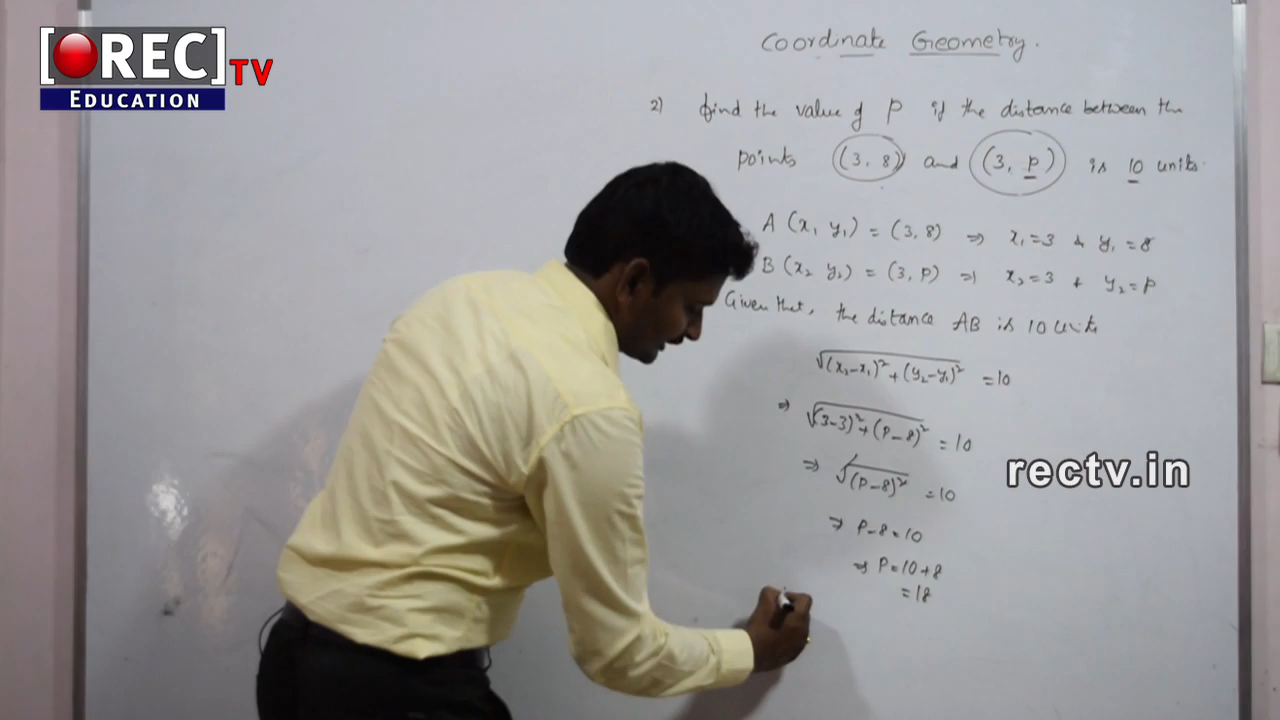 [REC] TV
EDUCATION
Coordinate Geometry.
2) find the value of P if the distance between the
points (3, 8) and (3, P) is 10 units.
A (x₁ y₁) = (3, 8) ⇒ x₁=3 & y₁=8
B (x₂ y₂) = (3, P) ⇒ x₂=3 & y₂=P
Given that, the distance AB is 10 units
√(x₂-x₁)²+(y₂-y₁)² =10
⇒ √(3-3)²+(P-8)² =10
⇒ √(P-8)² =10
⇒ P-8=10
⇒ P=10+8
=18
rectv.in